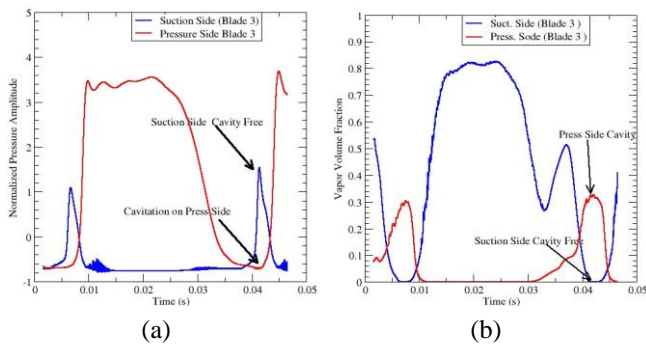 Suction Side (Blade 3)
Pressure Side Blade 3
Normalized Pressure Amplitude
5
4
3
2
1
0
-1
Suction Side Cavity Free
Cavitation on Press Side
0 0.01 0.02 0.03 0.04 0.05
Time (s)
(a)
Suct. Side (Blade 3 )
Press. Sode (Blade 3 )
Vapor Volume Fraction
1
0.9
0.8
0.7
0.6
0.5
0.4
0.3
0.2
0.1
0
Press Side Cavity
Suction Side Cavity Free
0 0.01 0.02 0.03 0.04 0.05
Time (s)
(b)